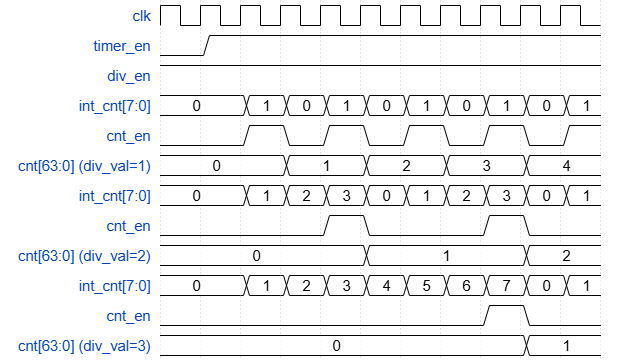 clk
timer_en
div_en
int_cnt[7:0] 0 1 0 1 0 1 0 1 0 1
cnt_en
cnt[63:0] (div_val=1) 0 1 2 3 4
int_cnt[7:0] 0 1 2 3 0 1 2 3 0 1
cnt_en
cnt[63:0] (div_val=2) 0 1 2
int_cnt[7:0] 0 1 2 3 4 5 6 7 0 1
cnt_en
cnt[63:0] (div_val=3) 0 1